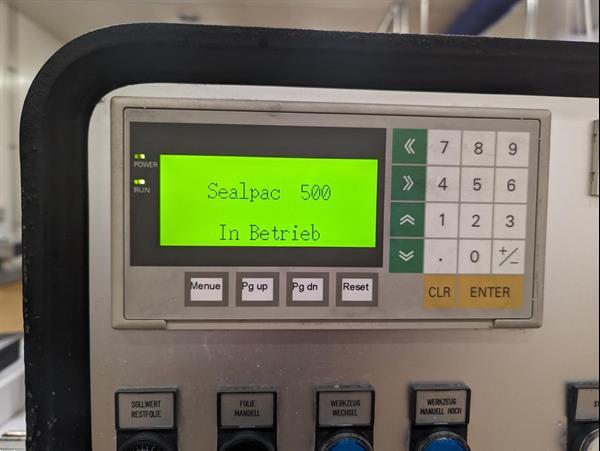 POWER
RUN
Sealpac 500
In Betrieb
« 7 8 9
» 4 5 6
1 2 3
. 0 +/-
Menue Pg up Pg dn Reset
CLR ENTER
SOLLWERT
RESTFOLIE
FOLIE
MANUELL
WERKZEUG
WECHSEL
WERKZEUG
MANUELL HOCH
ST